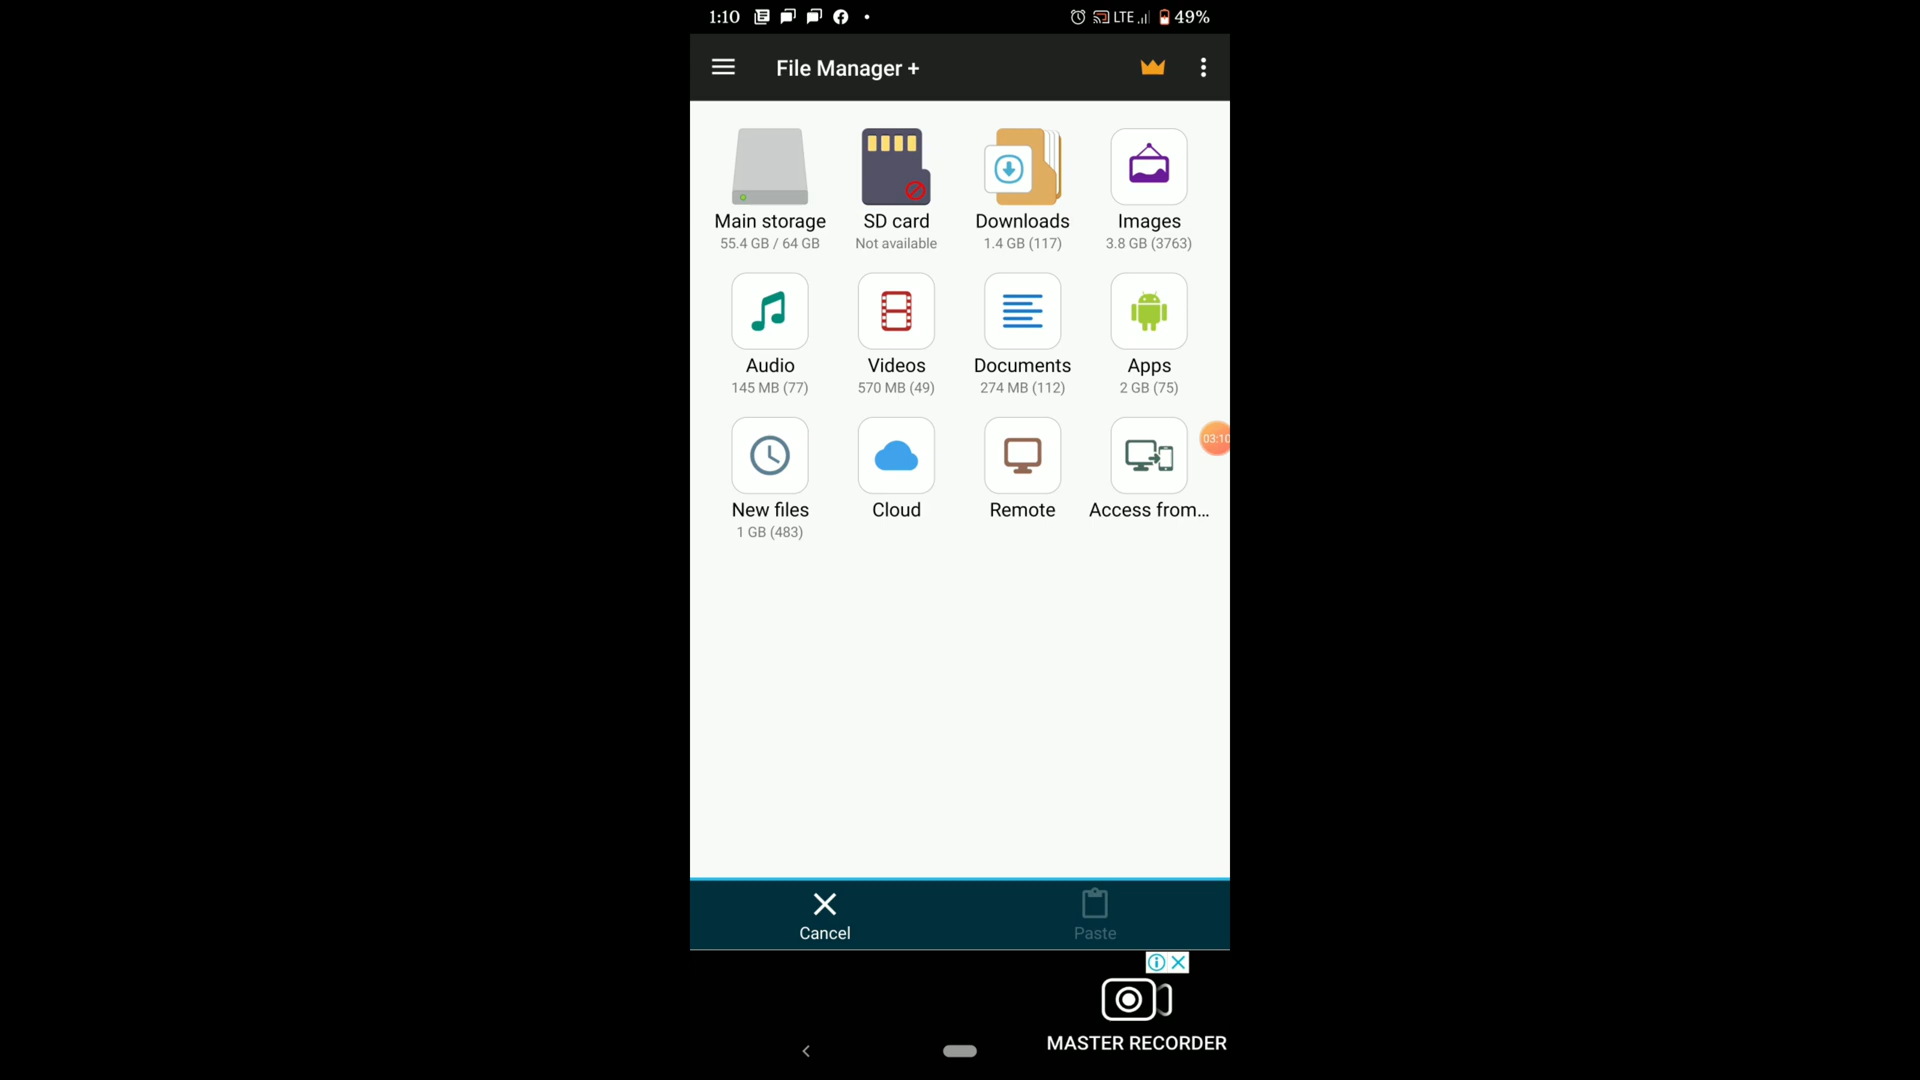 1:10 LTE 49%
File Manager +
Main storage SD card Downloads Images
55.4 GB / 64 GB Not available 1.4 GB (117) 3.8 GB (3763)
Audio Videos Documents Apps
145 MB (77) 570 MB (49) 274 MB (112) 2 GB (75)
03:10
New files Cloud Remote Access from...
1 GB (483)
Cancel Paste
MASTER RECORDER